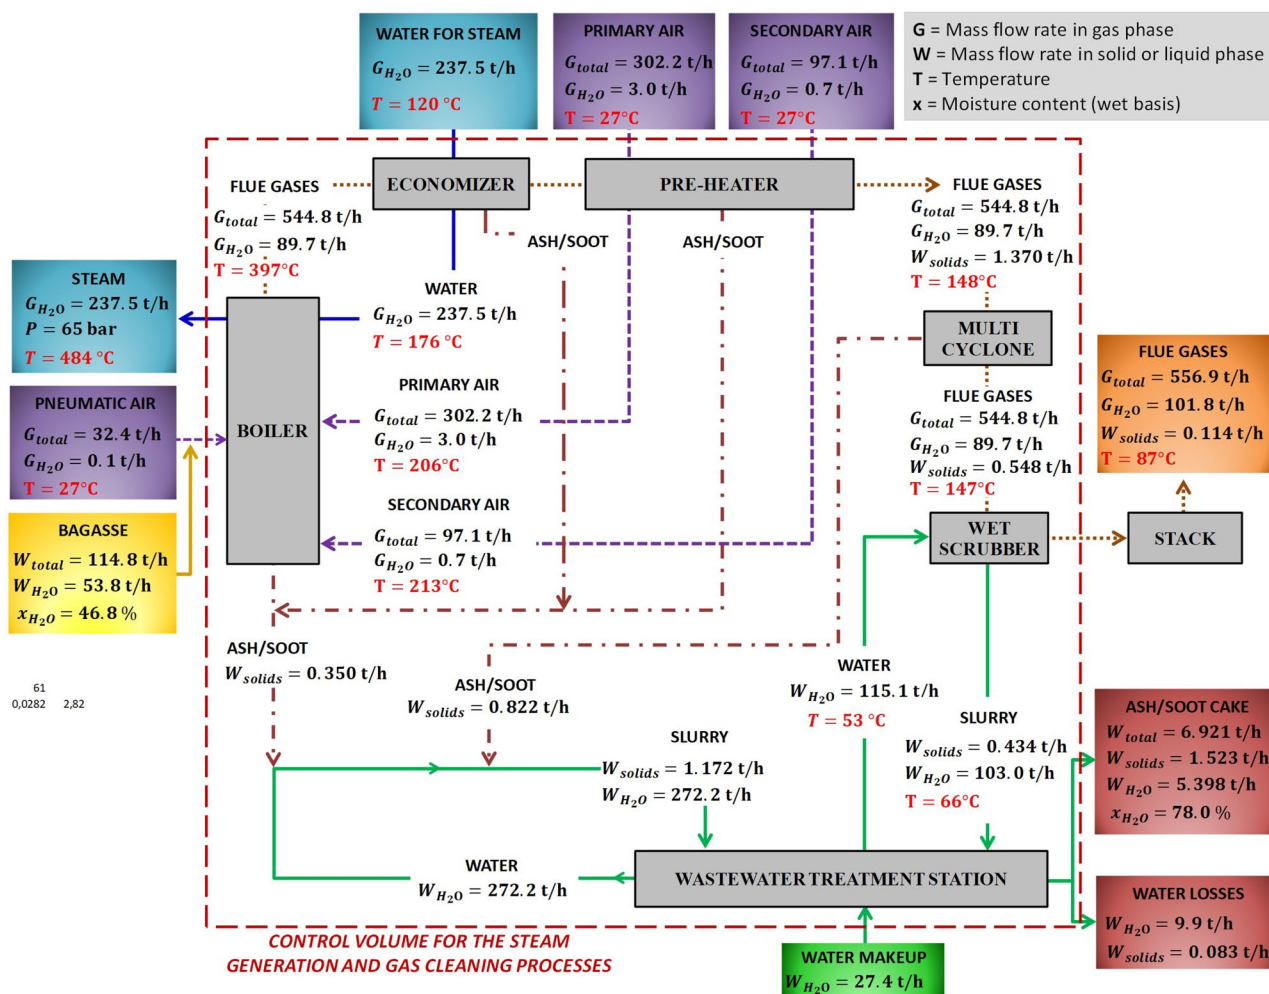 WATER FOR STEAM
G_H₂O = 237.5 t/h
T = 120 °C
PRIMARY AIR
G_total = 302.2 t/h
G_H₂O = 3.0 t/h
T = 27°C
SECONDARY AIR
G_total = 97.1 t/h
G_H₂O = 0.7 t/h
T = 27°C
G = Mass flow rate in gas phase
W = Mass flow rate in solid or liquid phase
T = Temperature
x = Moisture content (wet basis)
FLUE GASES
G_total = 544.8 t/h
G_H₂O = 89.7 t/h
T = 397°C
ECONOMIZER
PRE-HEATER
FLUE GASES
G_total = 544.8 t/h
G_H₂O = 89.7 t/h
W_solids = 1.370 t/h
T = 148°C
ASH/SOOT
ASH/SOOT
STEAM
G_H₂O = 237.5 t/h
P = 65 bar
T = 484 °C
WATER
G_H₂O = 237.5 t/h
T = 176 °C
MULTI
CYCLONE
FLUE GASES
G_total = 556.9 t/h
G_H₂O = 101.8 t/h
W_solids = 0.114 t/h
T = 87°C
PNEUMATIC AIR
G_total = 32.4 t/h
G_H₂O = 0.1 t/h
T = 27°C
BOILER
PRIMARY AIR
G_total = 302.2 t/h
G_H₂O = 3.0 t/h
T = 206°C
FLUE GASES
G_total = 544.8 t/h
G_H₂O = 89.7 t/h
W_solids = 0.548 t/h
T = 147°C
SECONDARY AIR
G_total = 97.1 t/h
G_H₂O = 0.7 t/h
T = 213°C
WET
SCRUBBER
STACK
BAGASSE
W_total = 114.8 t/h
W_H₂O = 53.8 t/h
x_H₂O = 46.8 %
ASH/SOOT
W_solids = 0.350 t/h
61
0,0282 2,82
ASH/SOOT
W_solids = 0.822 t/h
WATER
W_H₂O = 115.1 t/h
T = 53 °C
SLURRY
W_solids = 0.434 t/h
W_H₂O = 103.0 t/h
T = 66°C
SLURRY
W_solids = 1.172 t/h
W_H₂O = 272.2 t/h
ASH/SOOT CAKE
W_total = 6.921 t/h
W_solids = 1.523 t/h
W_H₂O = 5.398 t/h
x_H₂O = 78.0 %
WATER
W_H₂O = 272.2 t/h
WASTEWATER TREATMENT STATION
WATER LOSSES
W_H₂O = 9.9 t/h
W_solids = 0.083 t/h
CONTROL VOLUME FOR THE STEAM
GENERATION AND GAS CLEANING PROCESSES
WATER MAKEUP
W_H₂O = 27.4 t/h